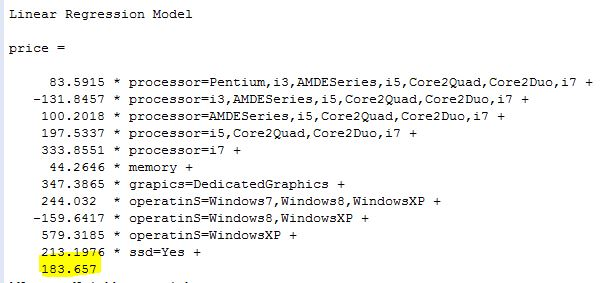 Linear Regression Model
price =
83.5915 * processor=Pentium,i3,AMDESeries,i5,Core2Quad,Core2Duo,i7 +
-131.8457 * processor=i3,AMDESeries,i5,Core2Quad,Core2Duo,i7 +
100.2018 * processor=AMDESeries,i5,Core2Quad,Core2Duo,i7 +
197.5337 * processor=i5,Core2Quad,Core2Duo,i7 +
333.8551 * processor=i7 +
44.2646 * memory +
347.3865 * grapics=DedicatedGraphics +
244.032 * operatinS=Windows7,Windows8,WindowsXP +
-159.6417 * operatinS=Windows8,WindowsXP +
579.3185 * operatinS=WindowsXP +
213.1976 * ssd=Yes +
183.657